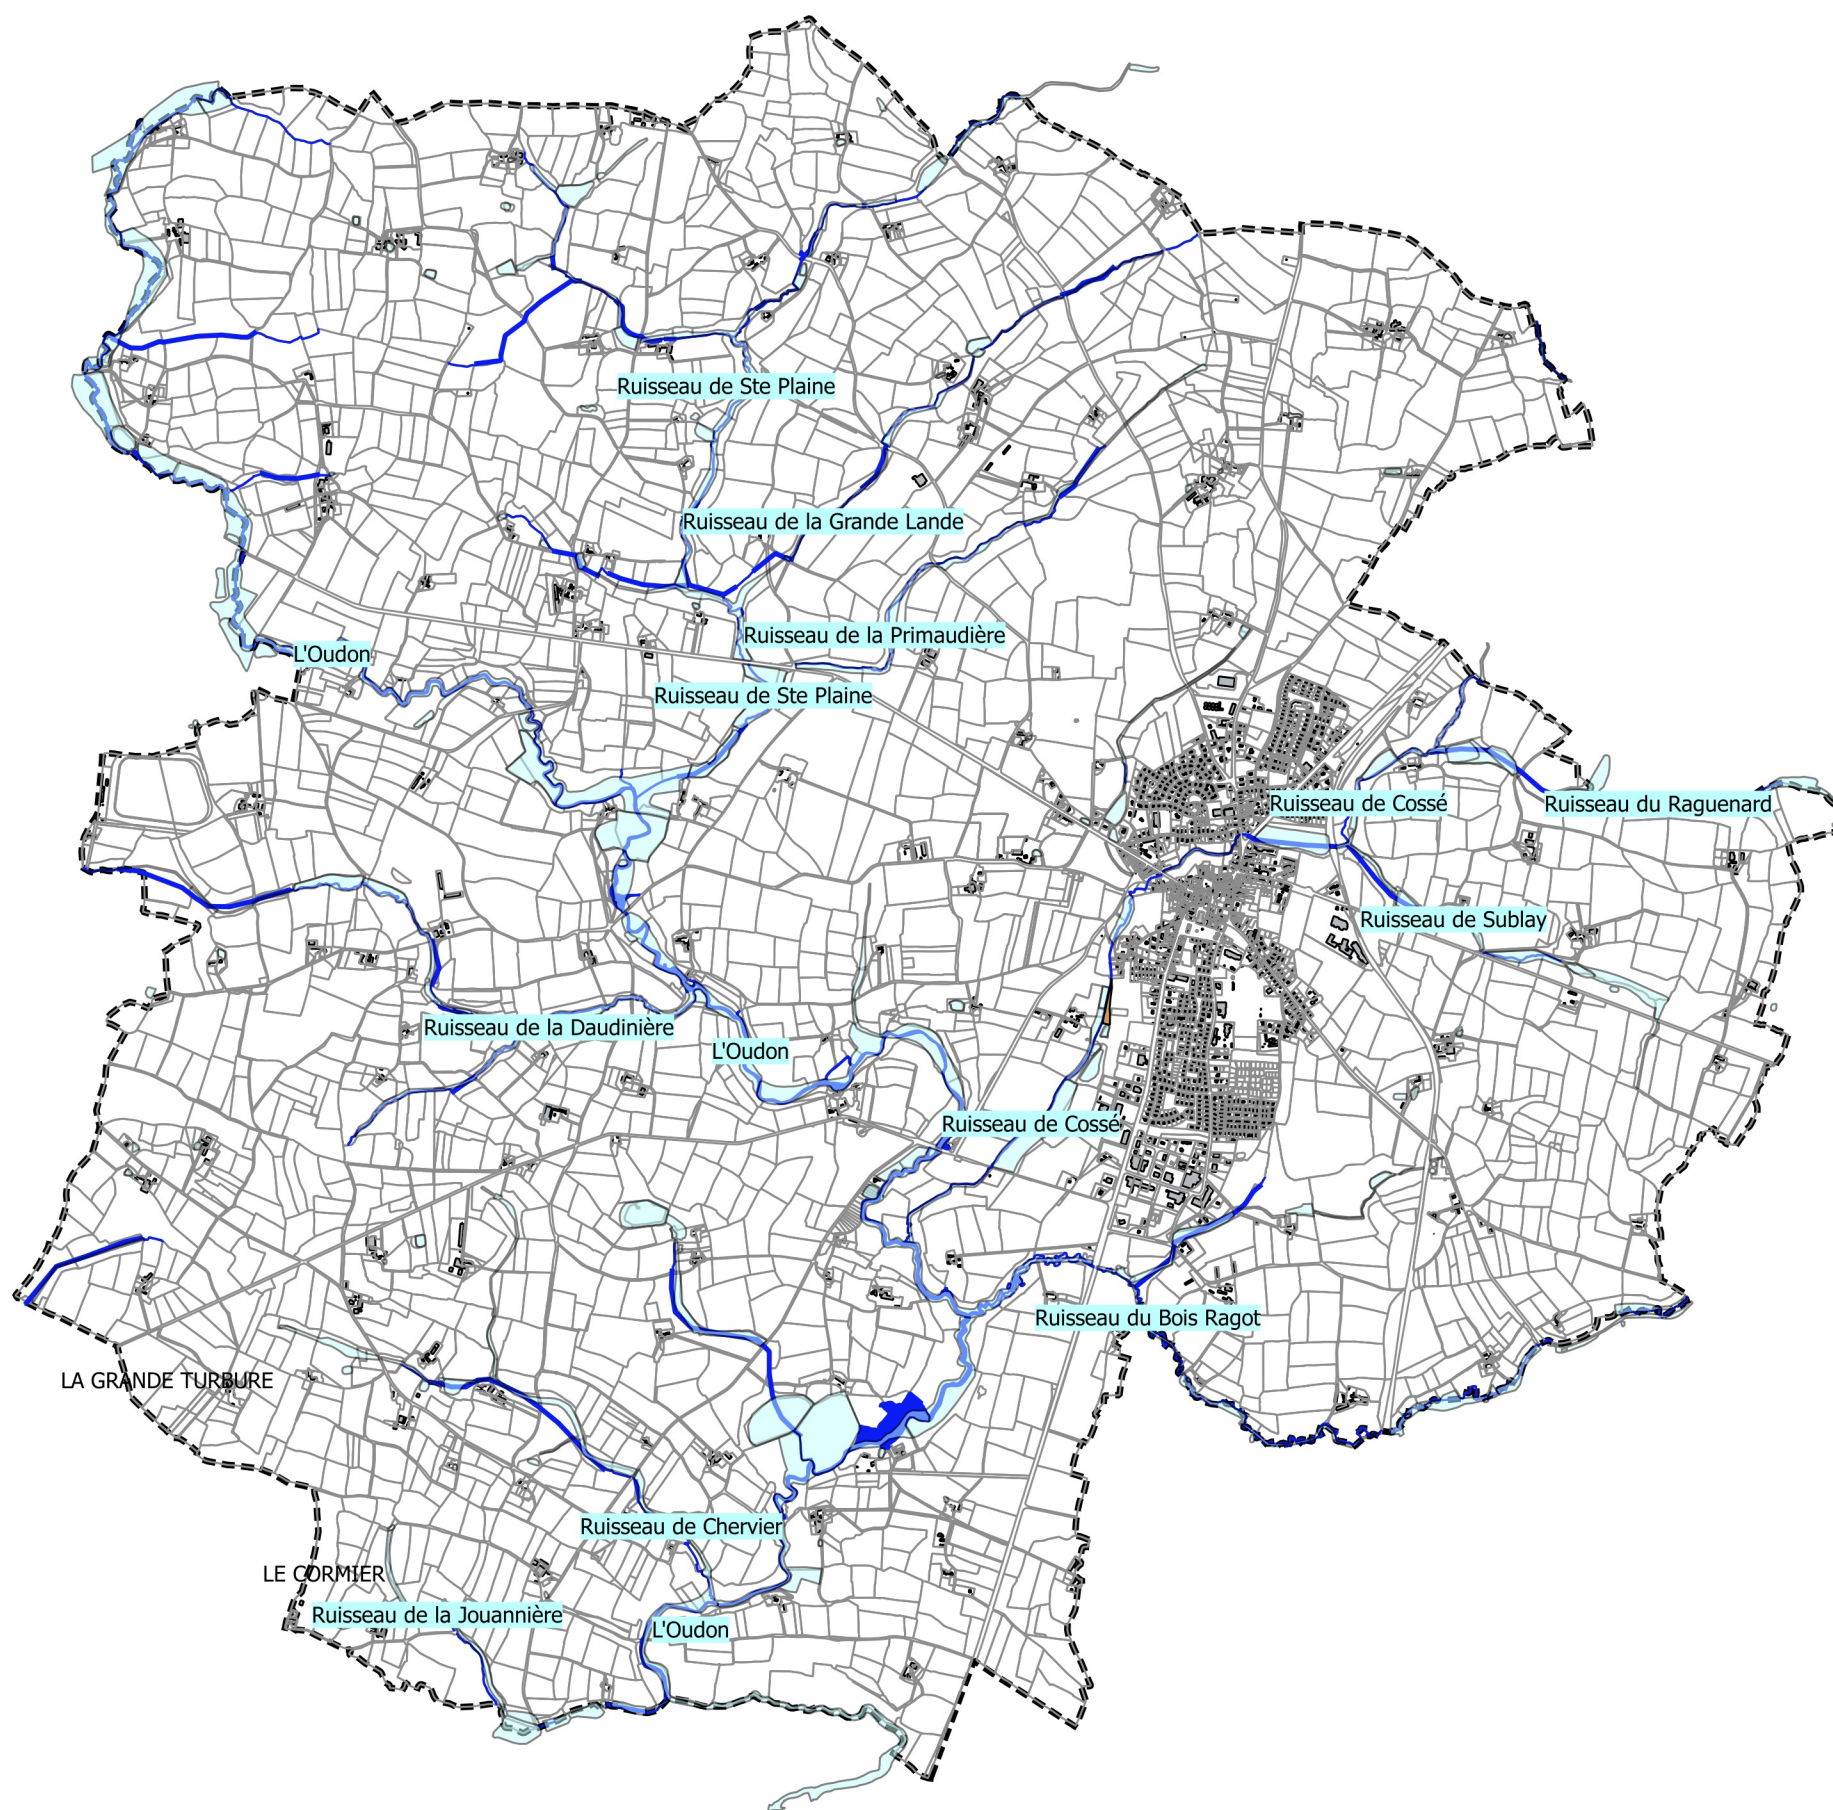 Ruisseau de Ste Plaine
Ruisseau de la Grande Lande
Ruisseau de la Primaudière
L'Oudon
Ruisseau de Ste Plaine
Ruisseau de Cossé
Ruisseau du Raguenard
Ruisseau de Sublay
Ruisseau de la Daudinière
L'Oudon
Ruisseau de Cossé
Ruisseau du Bois Ragot
LA GRANDE TURBURE
Ruisseau de Chervier
LE CORMIER
Ruisseau de la Jouannière
L'Oudon